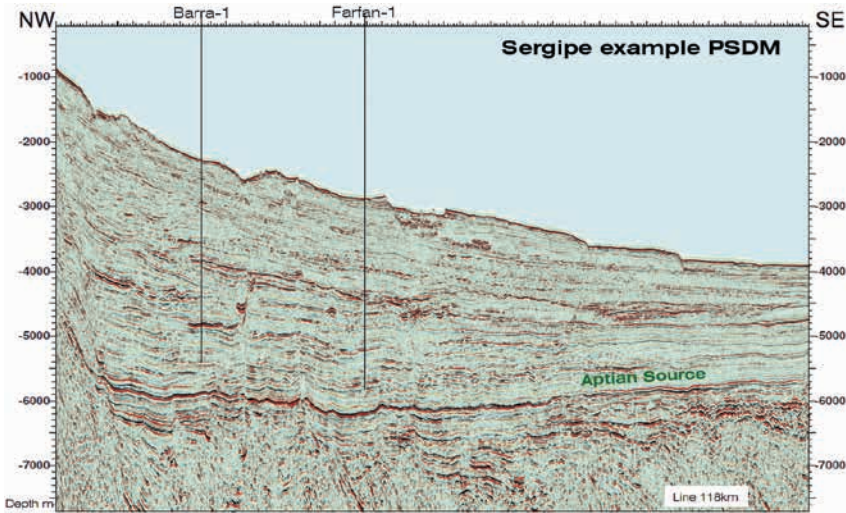 NW Barra-1 Farfan-1 SE
Sergipe example PSDM
-1000 -1000
-2000 -2000
-3000 -3000
-4000 -4000
-5000 -5000
Aptian Source
-6000 -6000
-7000 -7000
Line 118km
Depth m